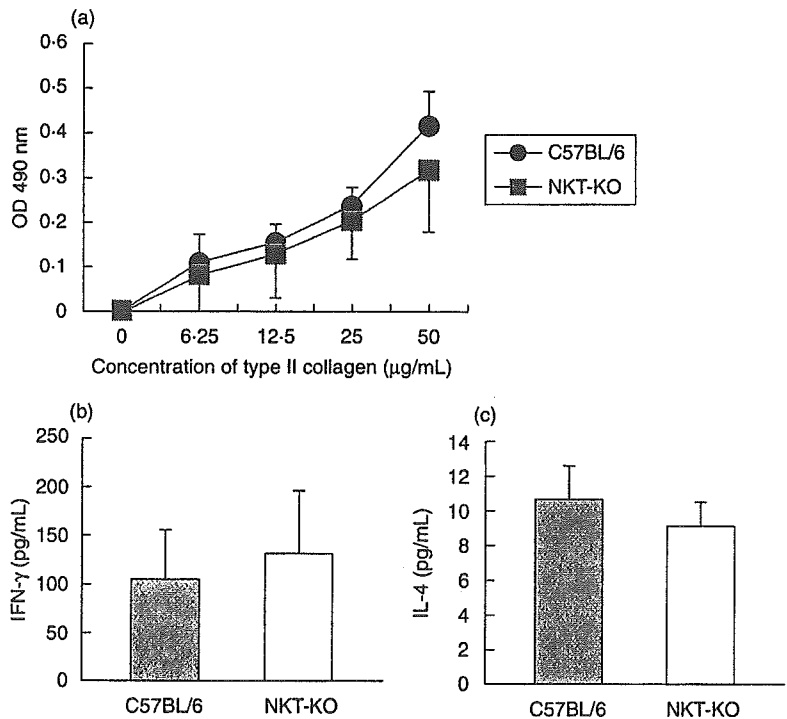 (a)
0·6
0·5
0·4
0·3
0·2
0·1
0
OD 490 nm
0 6·25 12·5 25 50
Concentration of type II collagen (μg/mL)
C57BL/6
NKT-KO
(b)
250
200
150
100
50
0
IFN-γ (pg/mL)
C57BL/6 NKT-KO
(c)
14
12
10
8
6
4
2
0
IL-4 (pg/mL)
C57BL/6 NKT-KO